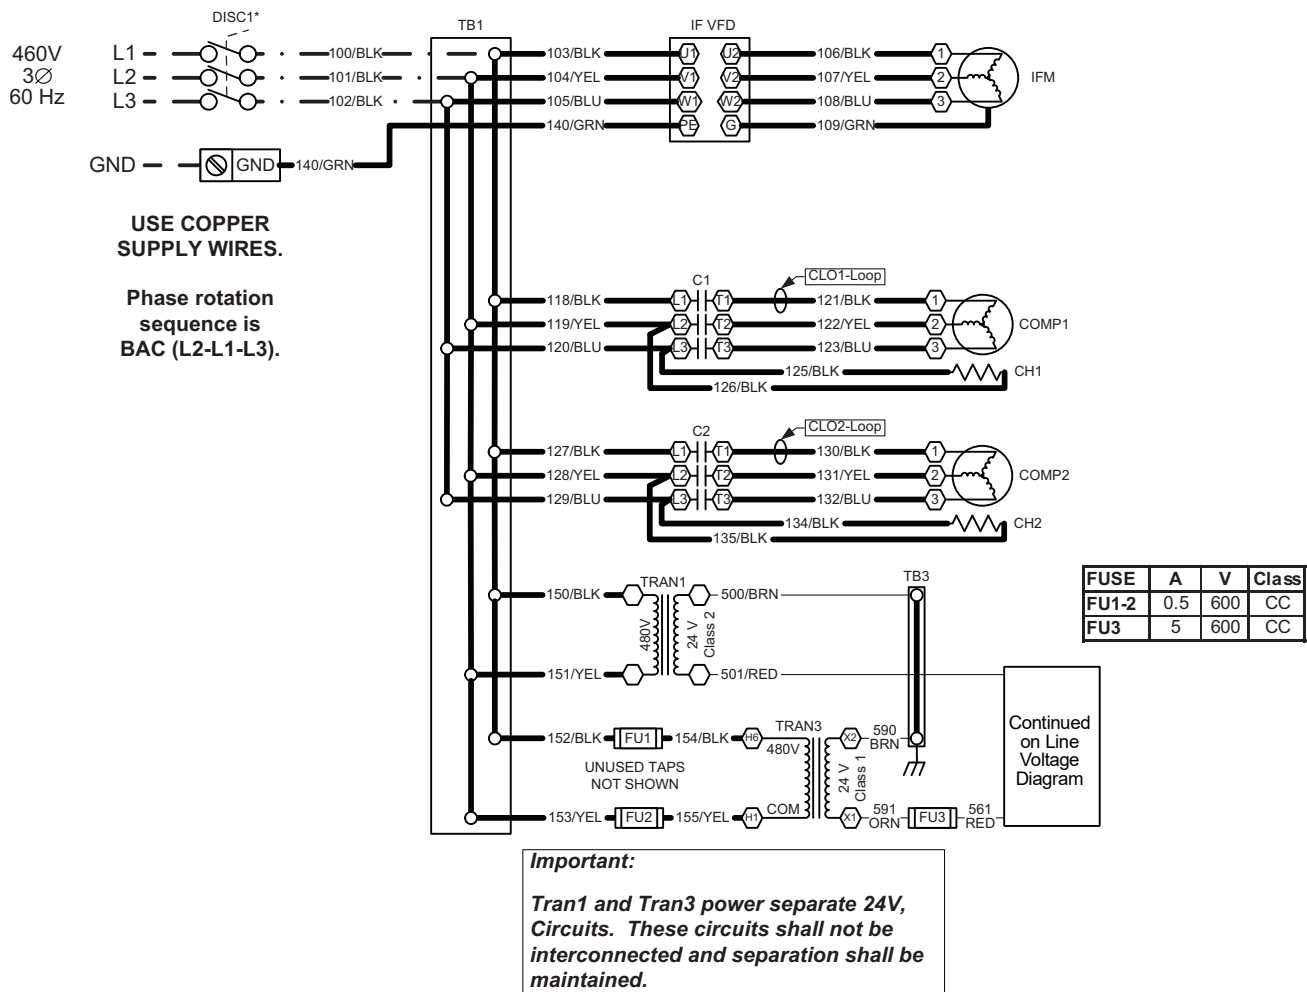 DISC1*
TB1
IF VFD
460V
3∅
60 Hz
L1
100/BLK
103/BLK
U1
U2
106/BLK
1
L2
101/BLK
104/YEL
V1
V2
107/YEL
2
IFM
L3
102/BLK
105/BLU
W1
W2
108/BLU
3
140/GRN
PE
G
109/GRN
GND
GND
140/GRN
USE COPPER
SUPPLY WIRES.
Phase rotation
sequence is
BAC (L2-L1-L3).
C1
CLO1-Loop
118/BLK
L1
T1
121/BLK
1
119/YEL
L2
T2
122/YEL
2
COMP1
120/BLU
L3
T3
123/BLU
3
125/BLK
CH1
126/BLK
C2
CLO2-Loop
127/BLK
L1
T1
130/BLK
1
128/YEL
L2
T2
131/YEL
2
COMP2
129/BLU
L3
T3
132/BLU
3
134/BLK
CH2
135/BLK
TRAN1
TB3
150/BLK
500/BRN
480V
24 V
Class 2
151/YEL
501/RED
FUSE A V Class
FU1-2 0.5 600 CC
FU3 5 600 CC
TRAN3
152/BLK
FU1
154/BLK
H6
480V
X2
590
BRN
UNUSED TAPS
NOT SHOWN
24 V
Class 1
153/YEL
FU2
155/YEL
H1
COM
X1
591
ORN
FU3
561
RED
Continued
on Line
Voltage
Diagram
Important:
Tran1 and Tran3 power separate 24V,
Circuits. These circuits shall not be
interconnected and separation shall be
maintained.